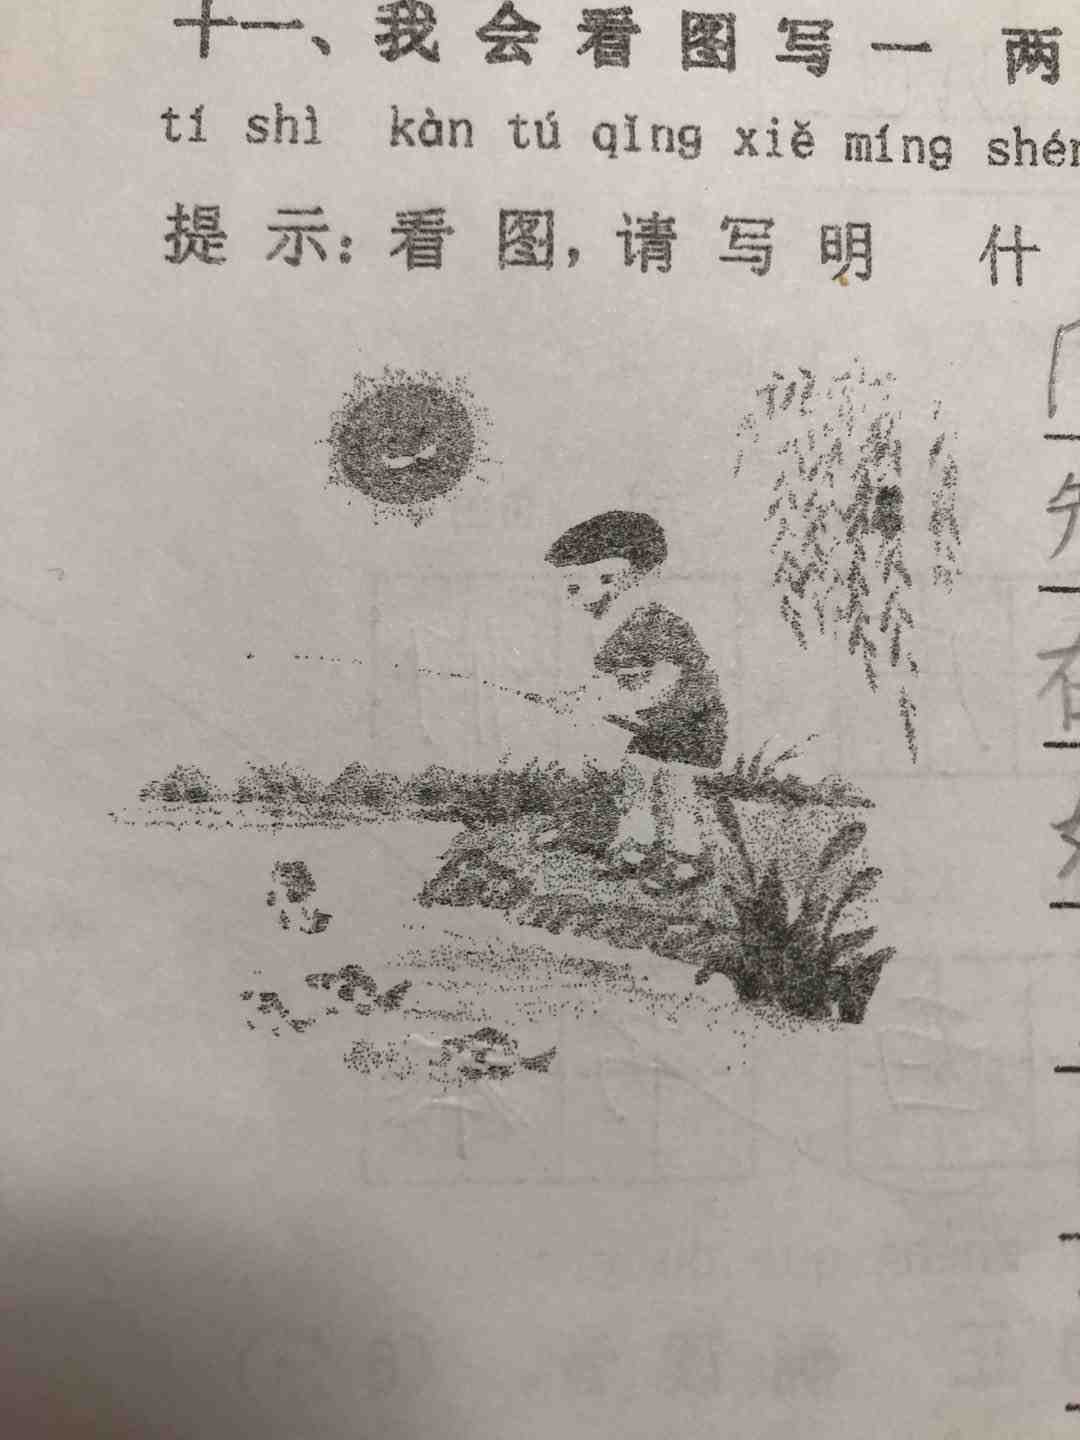 十一、我会看图写一 两
tí shì kàn tú qǐng xiě míng shén
提 示:看 图,请 写 明 什